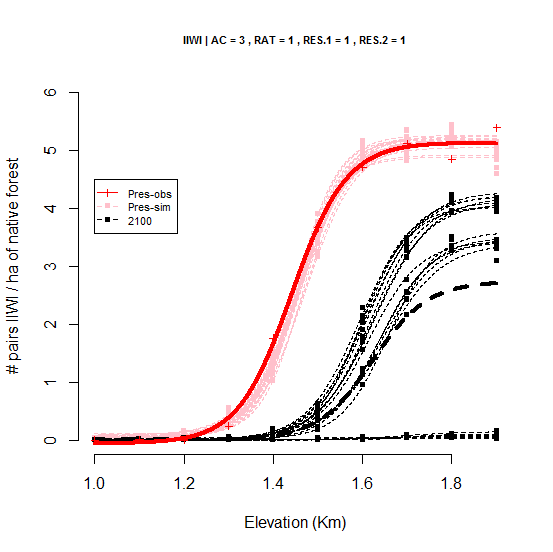 IIWI | AC = 3 , RAT = 1 , RES.1 = 1 , RES.2 = 1
6
5
4
3
2
1
0
# pairs IIWI / ha of native forest
Pres-obs
Pres-sim
2100
1.0
1.2
1.4
1.6
1.8
Elevation (Km)